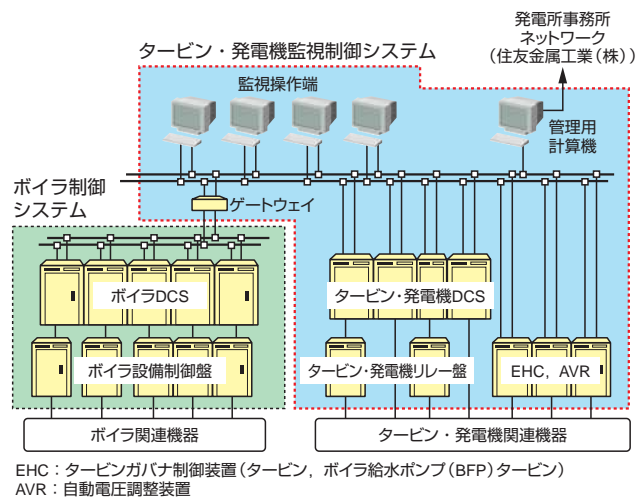 発電所事務所
ネットワーク
(住友金属工業(株))
タービン・発電機監視制御システム
監視操作端
管理用
計算機
ボイラ制御
システム
ゲートウェイ
ボイラDCS
タービン・発電機DCS
ボイラ設備制御盤
タービン・発電機リレー盤
EHC，AVR
ボイラ関連機器
タービン・発電機関連機器
EHC：タービンガバナ制御装置(タービン，ボイラ給水ポンプ(BFP)タービン)
AVR：自動電圧調整装置